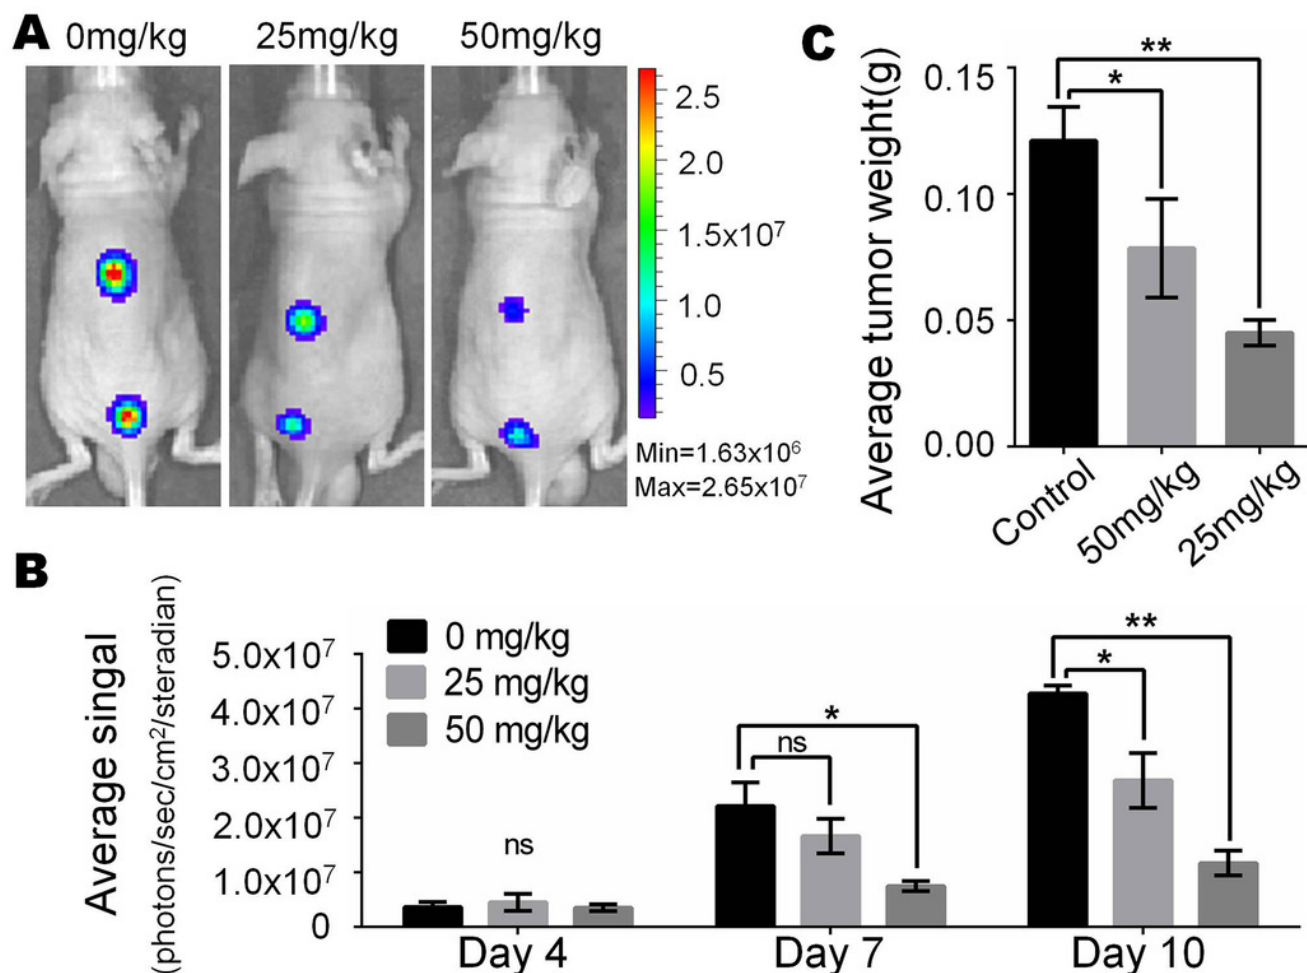 A
0mg/kg 25mg/kg 50mg/kg
2.5
2.0
1.5x10⁷
1.0
0.5
Min=1.63x10⁶
Max=2.65x10⁷
C
Average tumor weight(g)
0.15
0.10
0.05
0.00
**
*
Control 50mg/kg 25mg/kg
B
Average singal
(photons/sec/cm²/steradian)
5.0x10⁷
4.0x10⁷
3.0x10⁷
2.0x10⁷
1.0x10⁷
0
0 mg/kg
25 mg/kg
50 mg/kg
ns
*
ns
**
*
Day 4 Day 7 Day 10